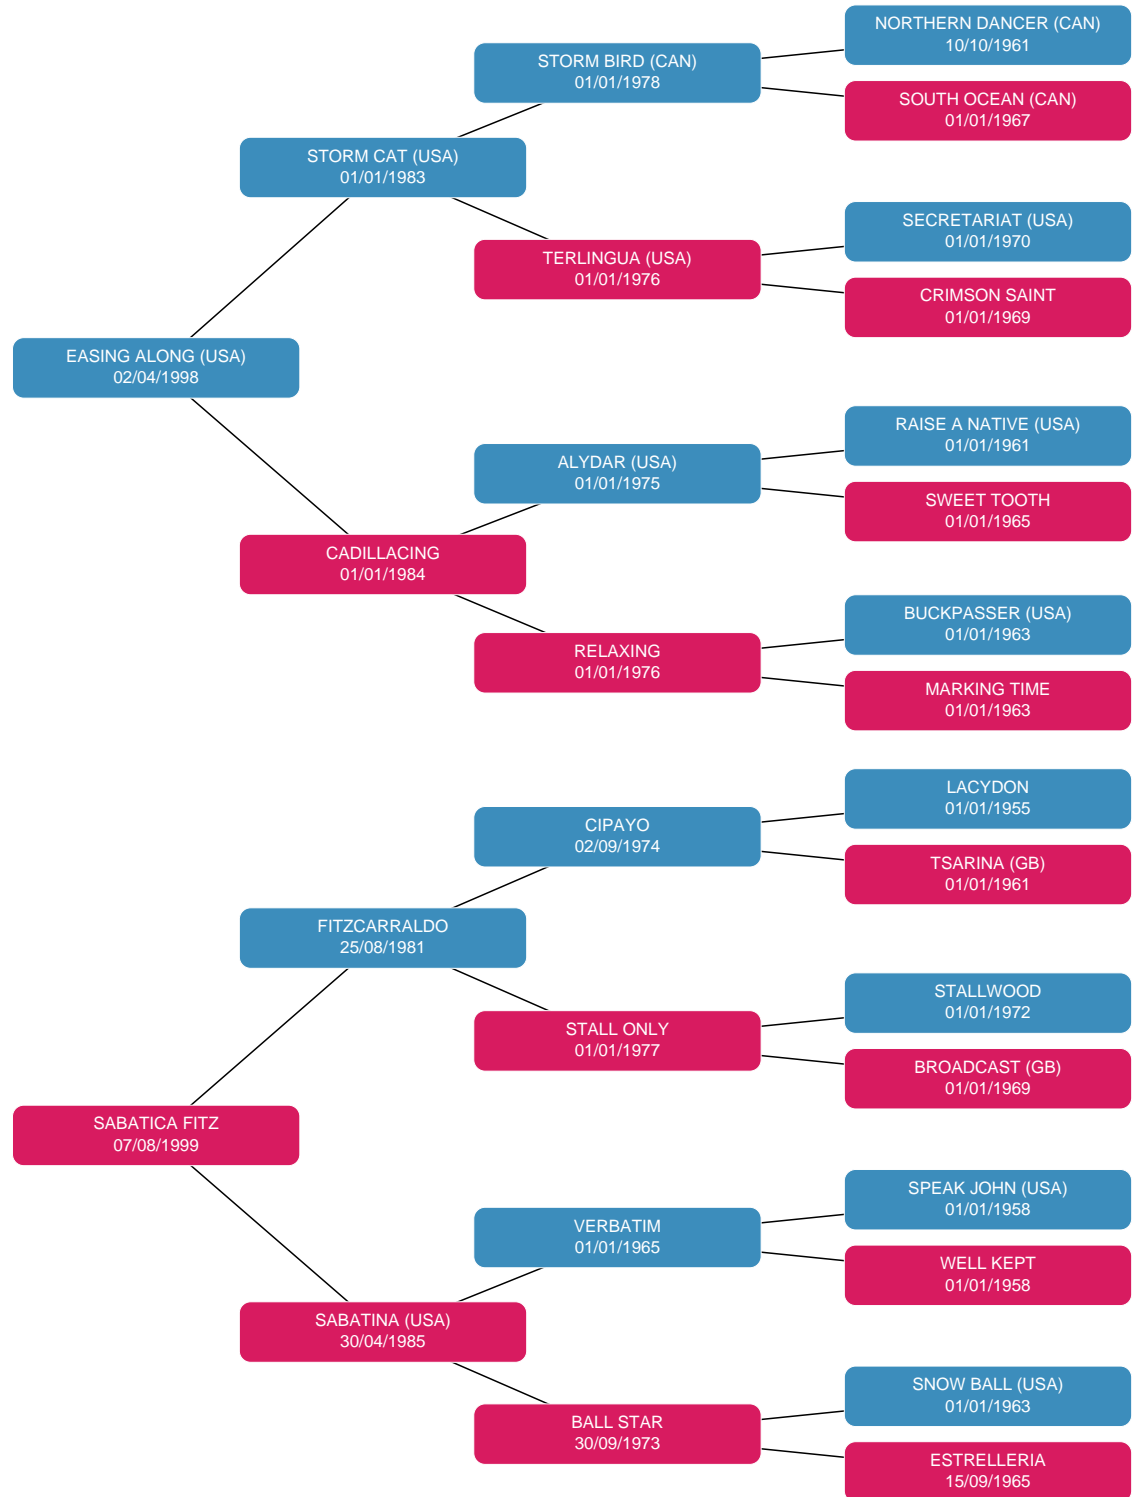 NORTHERN DANCER (CAN)
10/10/1961
STORM BIRD (CAN)
01/01/1978
SOUTH OCEAN (CAN)
01/01/1967
STORM CAT (USA)
01/01/1983
SECRETARIAT (USA)
01/01/1970
TERLINGUA (USA)
01/01/1976
CRIMSON SAINT
01/01/1969
EASING ALONG (USA)
02/04/1998
RAISE A NATIVE (USA)
01/01/1961
ALYDAR (USA)
01/01/1975
SWEET TOOTH
01/01/1965
CADILLACING
01/01/1984
BUCKPASSER (USA)
01/01/1963
RELAXING
01/01/1976
MARKING TIME
01/01/1963
LACYDON
01/01/1955
CIPAYO
02/09/1974
TSARINA (GB)
01/01/1961
FITZCARRALDO
25/08/1981
STALLWOOD
01/01/1972
STALL ONLY
01/01/1977
BROADCAST (GB)
01/01/1969
SABATICA FITZ
07/08/1999
SPEAK JOHN (USA)
01/01/1958
VERBATIM
01/01/1965
WELL KEPT
01/01/1958
SABATINA (USA)
30/04/1985
SNOW BALL (USA)
01/01/1963
BALL STAR
30/09/1973
ESTRELLERIA
15/09/1965